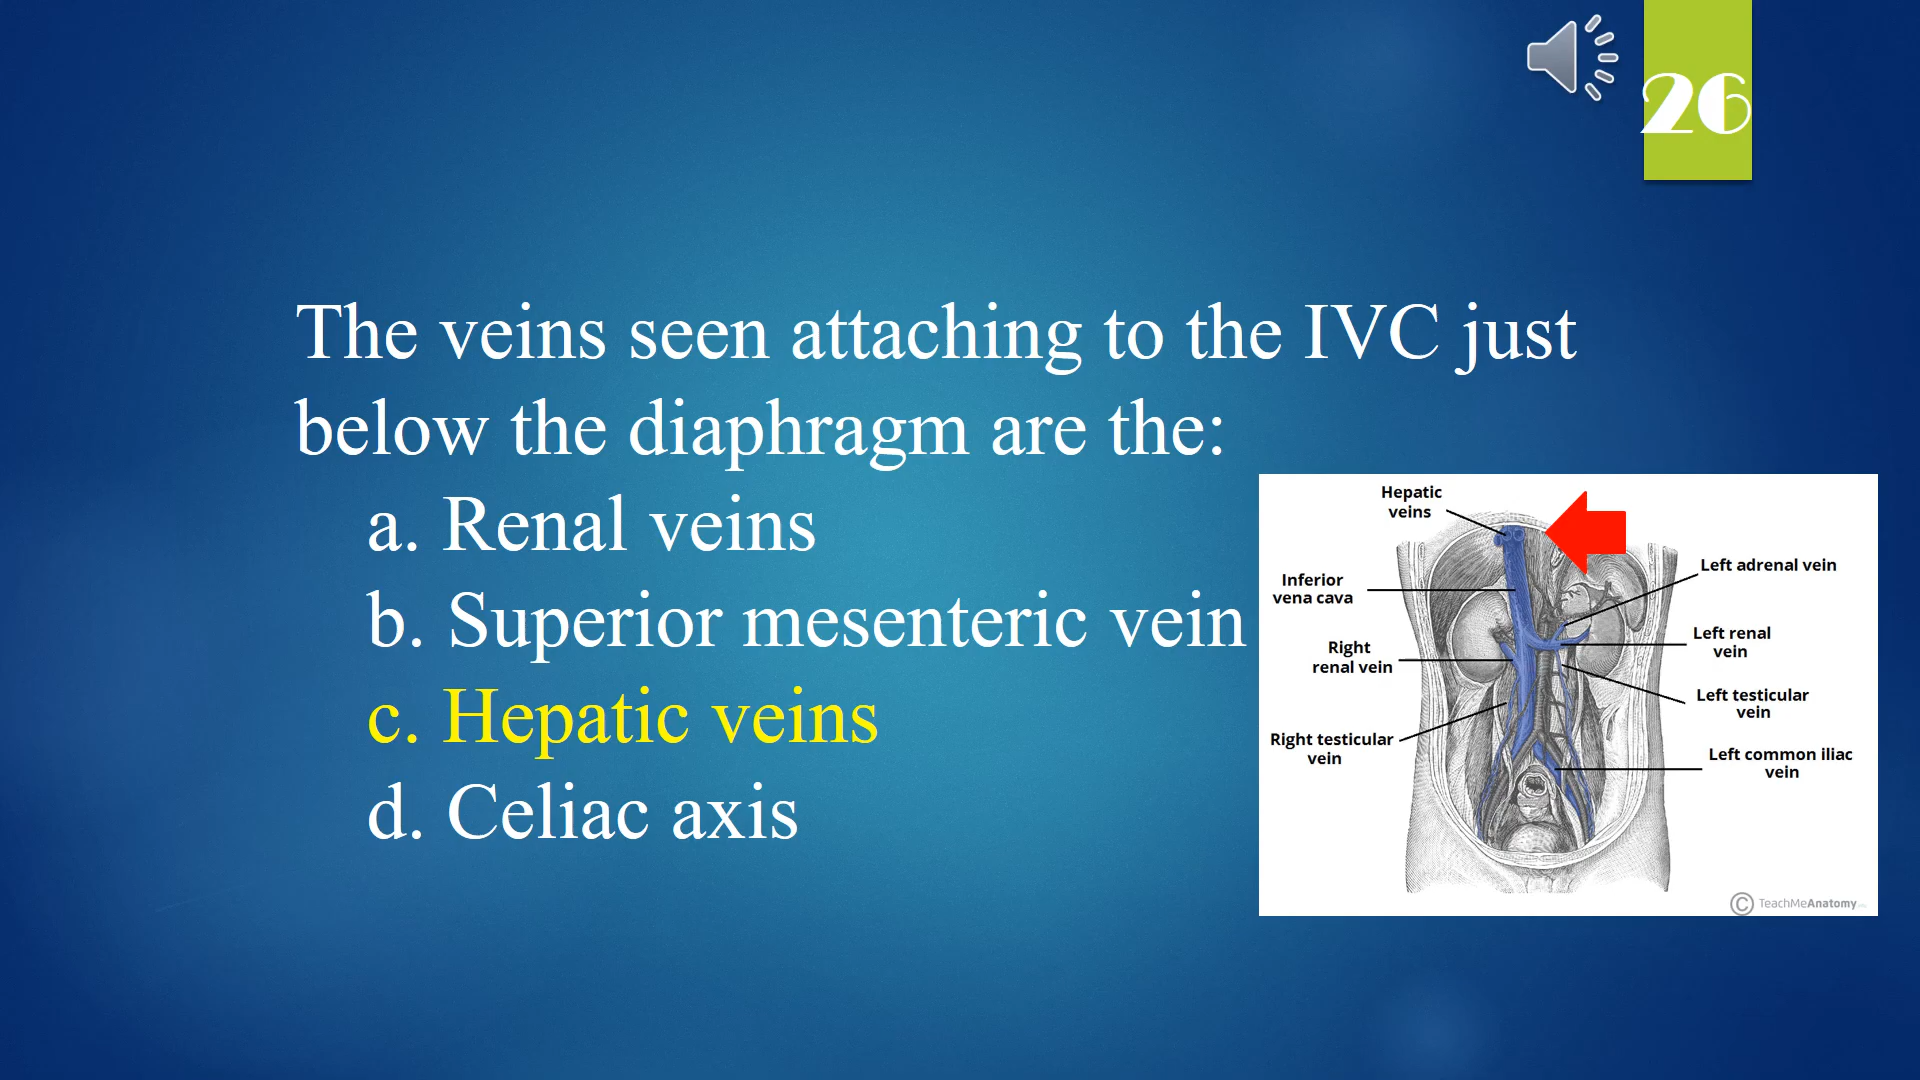 26
The veins seen attaching to the IVC just
below the diaphragm are the:
a. Renal veins
b. Superior mesenteric vein
c. Hepatic veins
d. Celiac axis
Hepatic
veins
Inferior
vena cava
Right
renal vein
Right testicular
vein
Left adrenal vein
Left renal
vein
Left testicular
vein
Left common iliac
vein
© TeachMeAnatomy